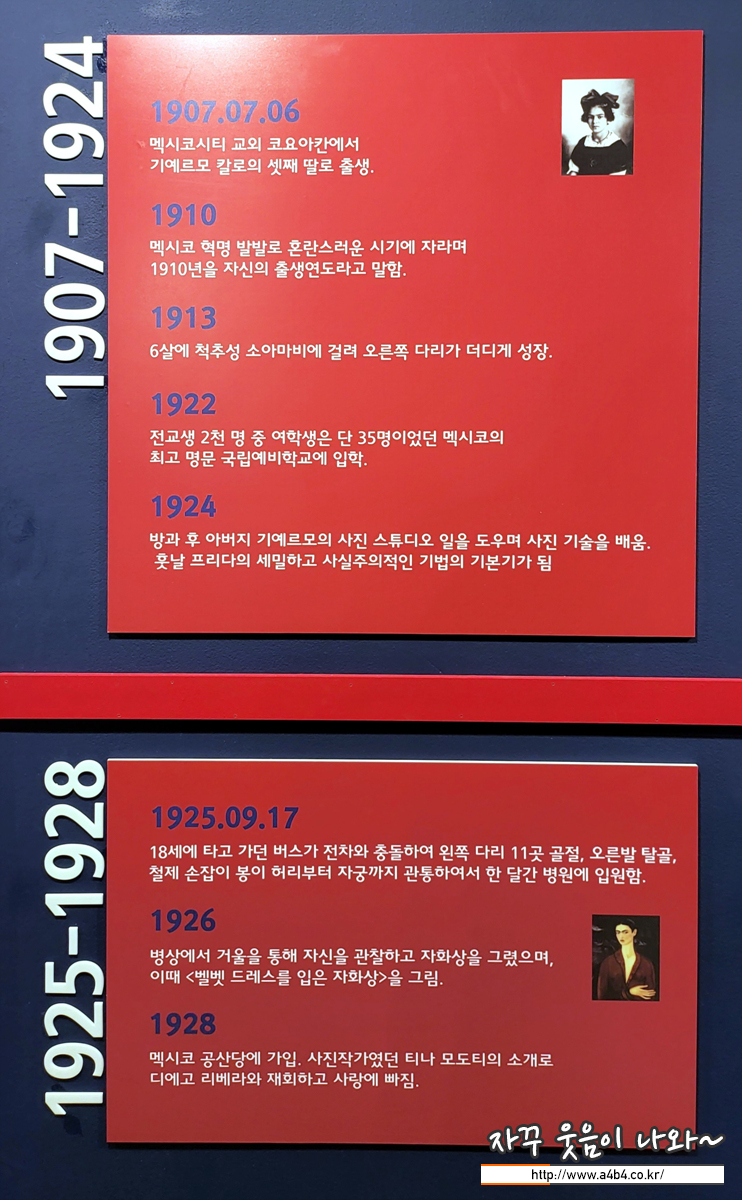 1907-1924
1907.07.06
멕시코시티 교외 코요아칸에서
기예르모 칼로의 셋째 딸로 출생.
1910
멕시코 혁명 발발로 혼란스러운 시기에 자라며
1910년을 자신의 출생연도라고 말함.
1913
6살에 척추성 소아마비에 걸려 오른쪽 다리가 더디게 성장.
1922
전교생 2천 명 중 여학생은 단 35명이었던 멕시코의
최고 명문 국립예비학교에 입학.
1924
방과 후 아버지 기예르모의 사진 스튜디오 일을 도우며 사진 기술을 배움.
훗날 프리다의 세밀하고 사실주의적인 기법의 기본기가 됨
1925-1928
1925.09.17
18세에 타고 가던 버스가 전차와 충돌하여 왼쪽 다리 11곳 골절, 오른발 탈골,
철제 손잡이 봉이 허리부터 자궁까지 관통하여서 한 달간 병원에 입원함.
1926
병상에서 거울을 통해 자신을 관찰하고 자화상을 그렸으며,
이때 <벨벳 드레스를 입은 자화상>을 그림.
1928
멕시코 공산당에 가입. 사진작가였던 티나 모도티의 소개로
디에고 리베라와 재회하고 사랑에 빠짐.
자꾸 웃음이 나와~
http://www.a4b4.co.kr/